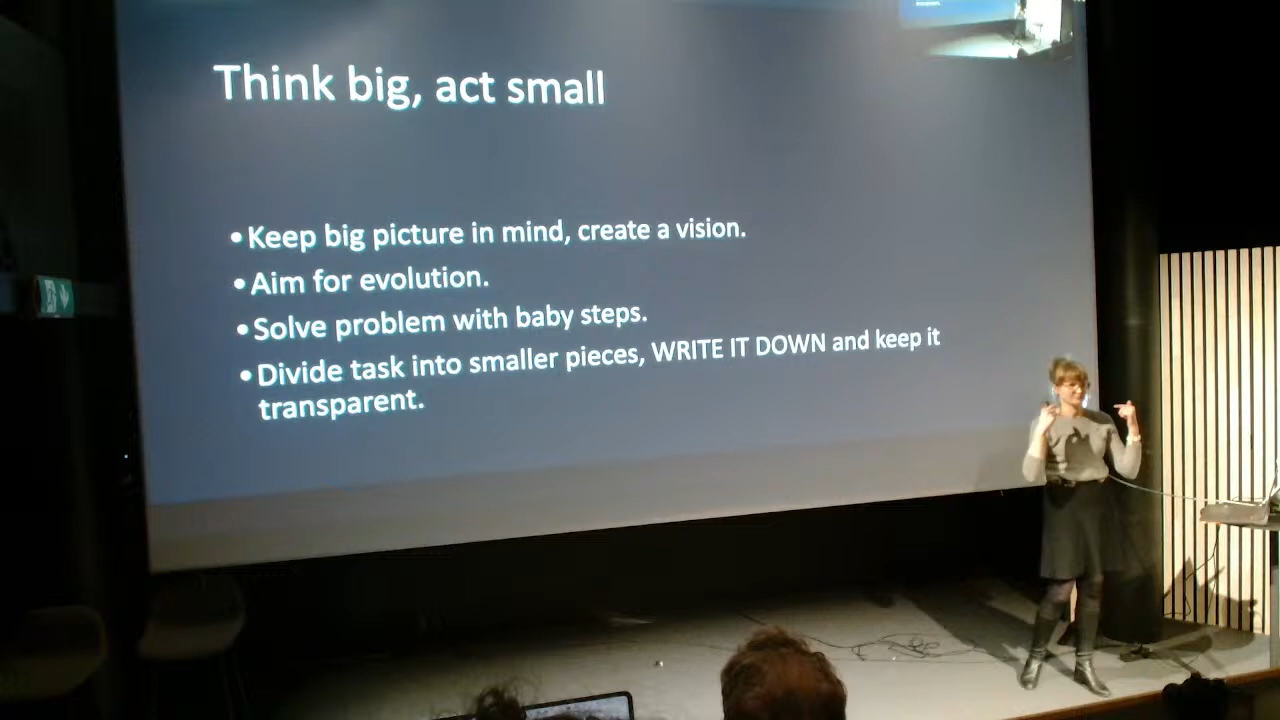 Think big, act small
•Keep big picture in mind, create a vision.
•Aim for evolution.
•Solve problem with baby steps.
•Divide task into smaller pieces, WRITE IT DOWN and keep it
transparent.